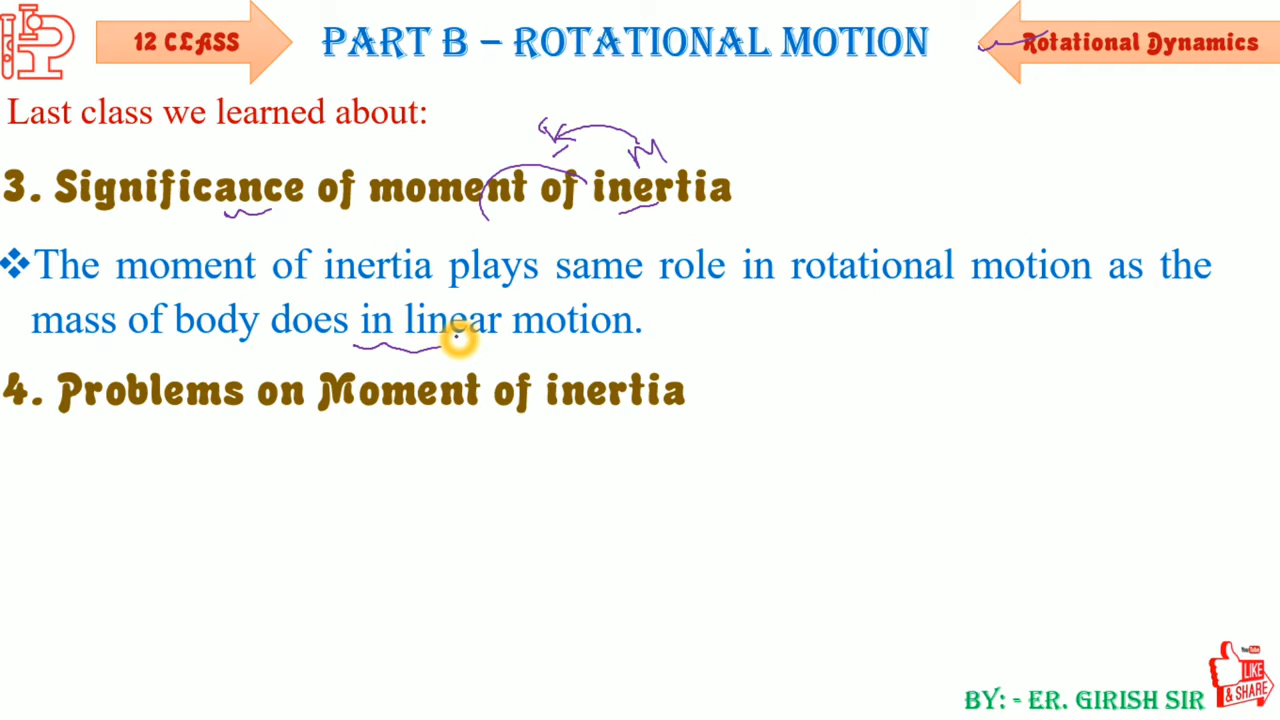 12 CLASS
PART B – ROTATIONAL MOTION
Rotational Dynamics
Last class we learned about:
M
3. Significance of moment of inertia
❖The moment of inertia plays same role in rotational motion as the
mass of body does in linear motion.
4. Problems on Moment of inertia
YouTube
LIKE
& SHARE
BY: - ER. GIRISH SIR